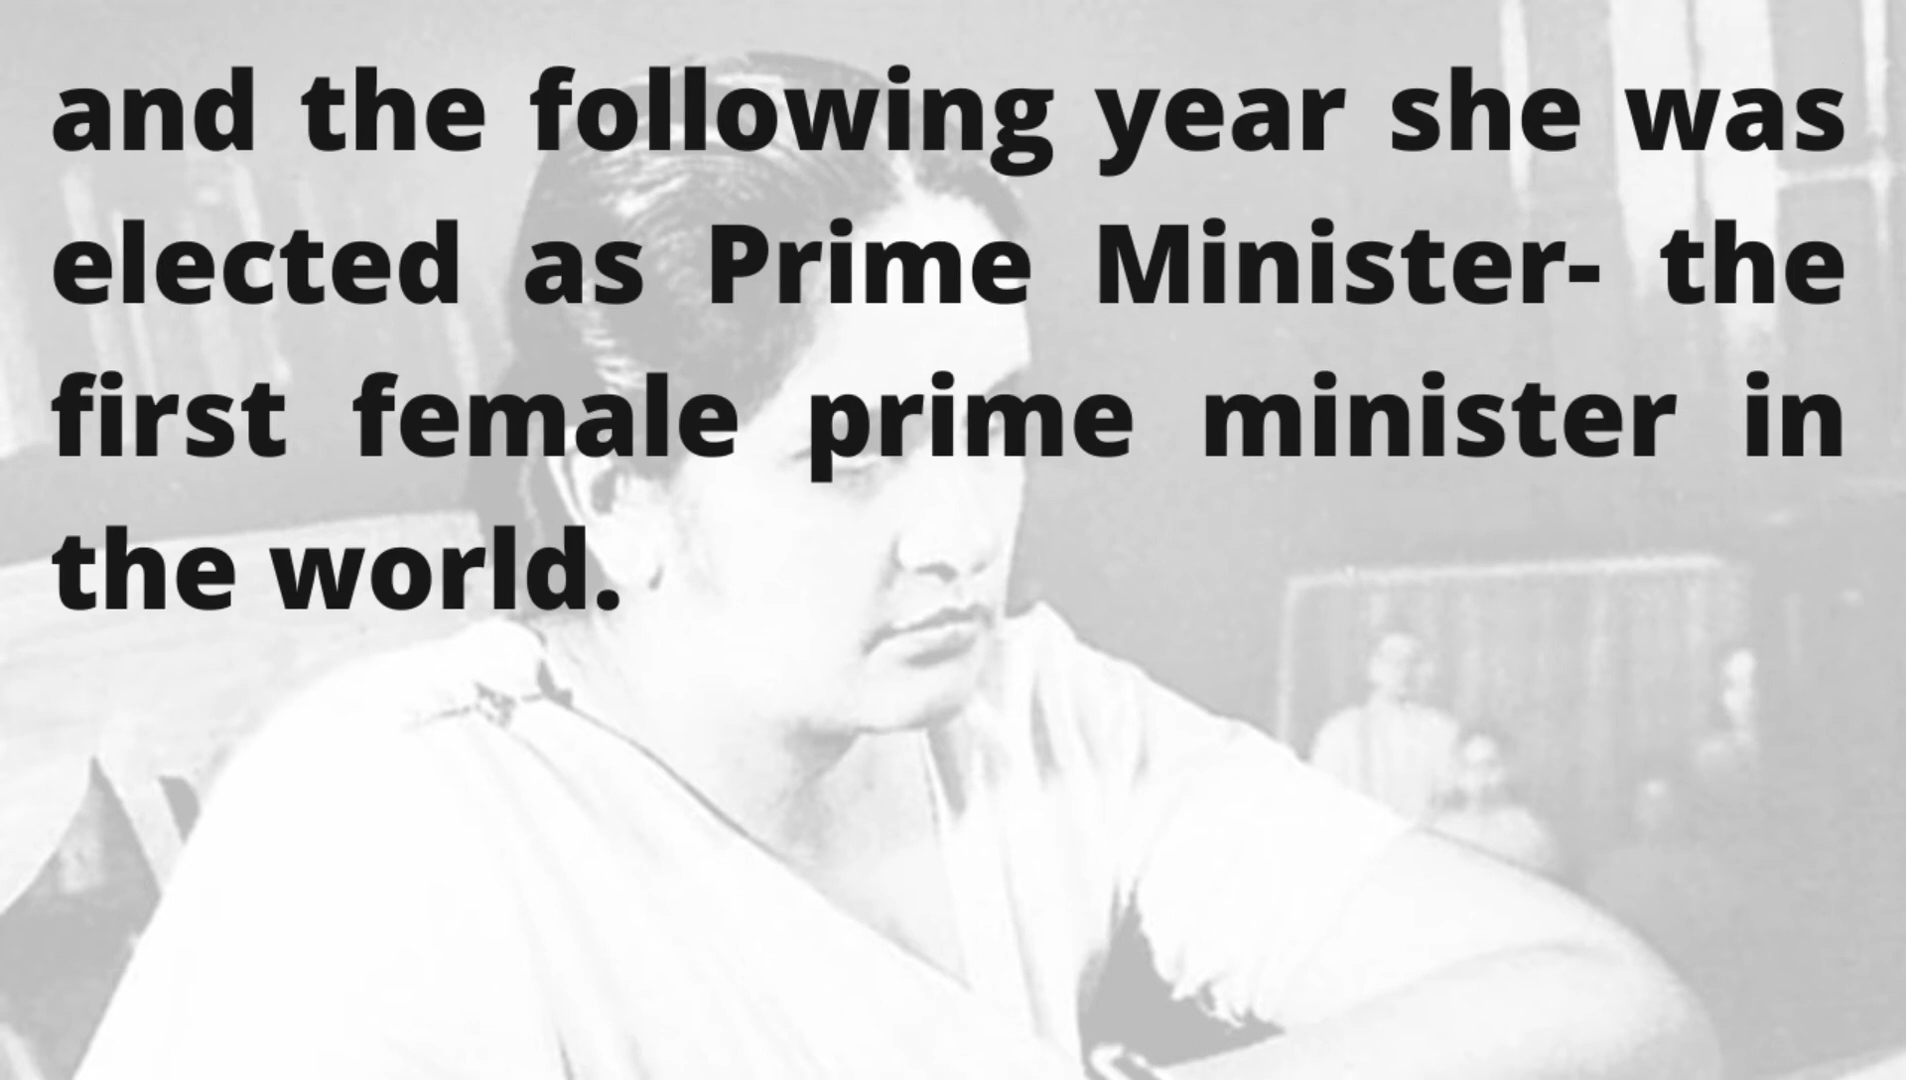 and the following year she was
elected as Prime Minister- the
first female prime minister in
the world.